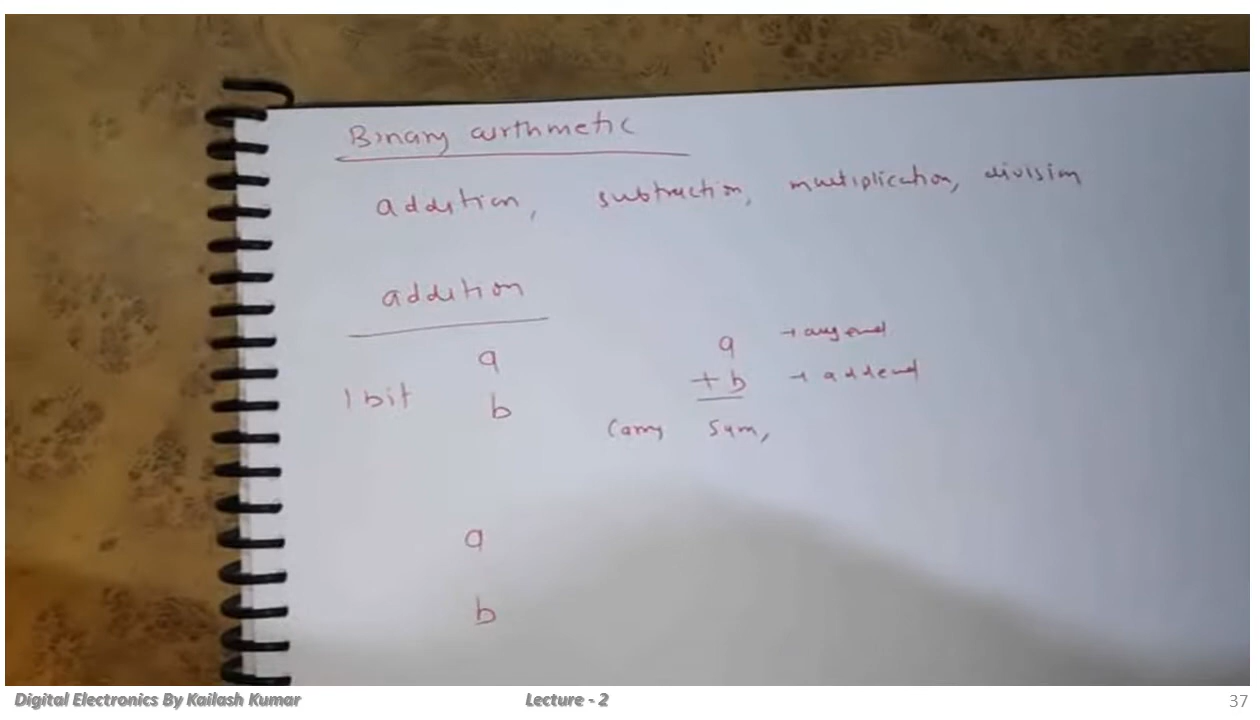 Binary arthmetic
addition, subtraction, multiplication, division
addition
1 bit
a
b
a → augend
+ b → addend
Carry Sum,
a
b
Digital Electronics By Kailash Kumar Lecture - 2 37